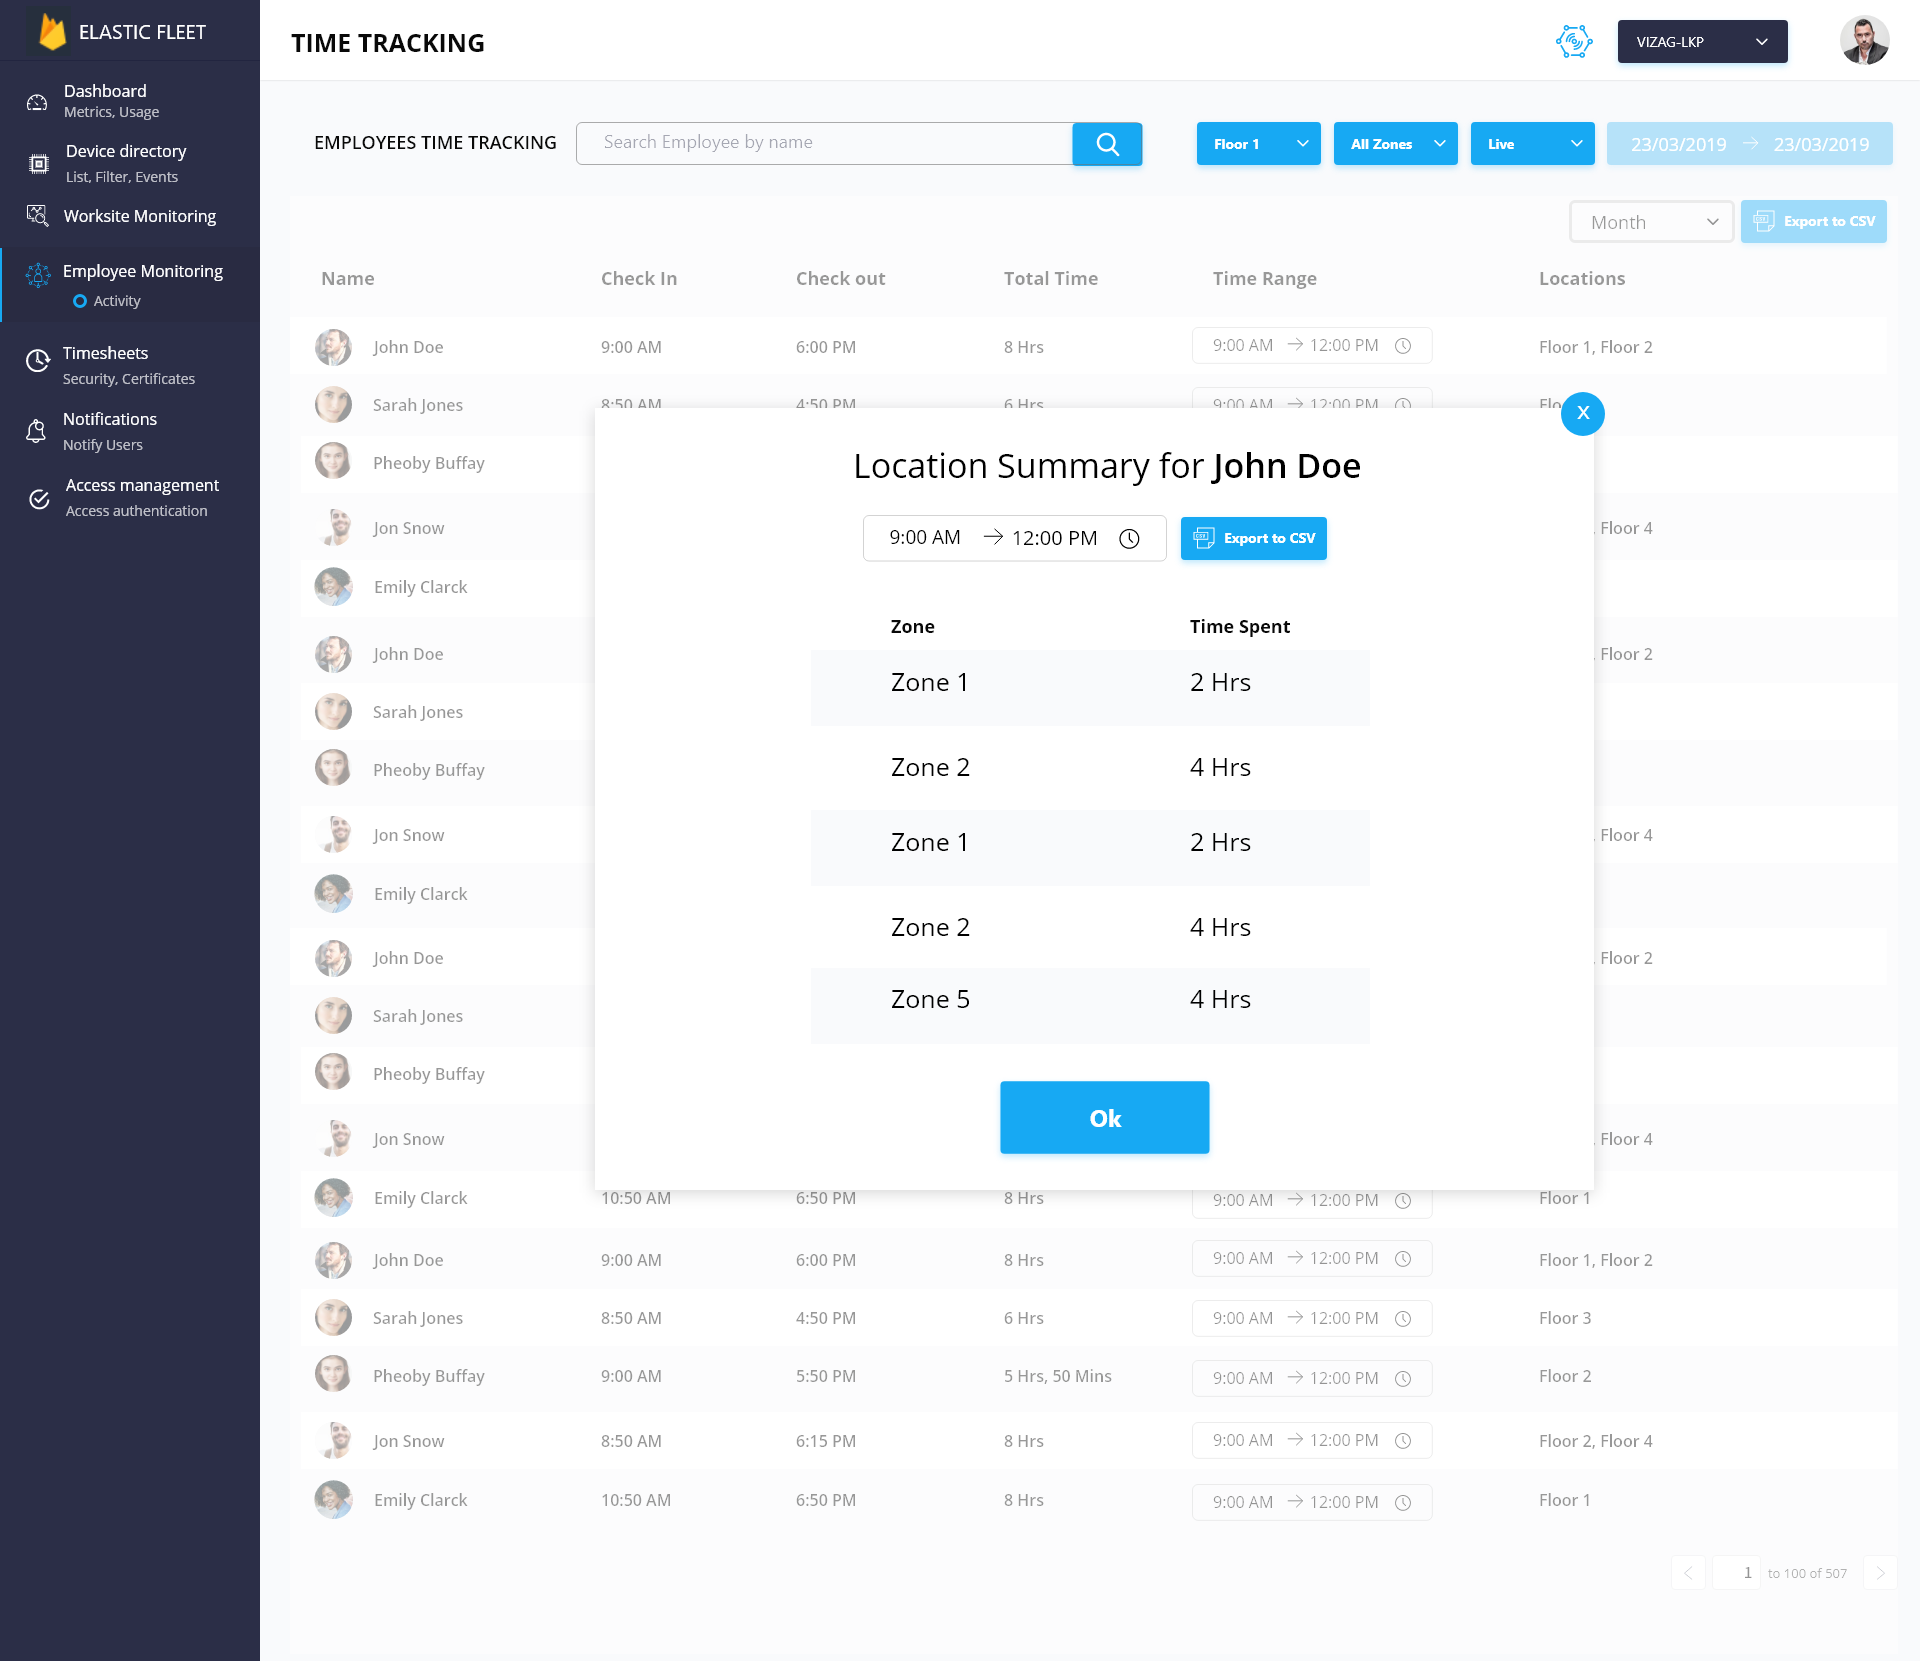 ELASTIC FLEET
TIME TRACKING
VIZAG-LKP
Dashboard
Metrics, Usage
Device directory
List, Filter, Events
Worksite Monitoring
Employee Monitoring
Activity
Timesheets
Security, Certificates
Notifications
Notify Users
Access management
Access authentication
EMPLOYEES TIME TRACKING
Search Employee by name
Floor 1
All Zones
Live
23/03/2019 → 23/03/2019
Month
Export to CSV
Name Check In Check out Total Time Time Range Locations
John Doe 9:00 AM 6:00 PM 8 Hrs 9:00 AM → 12:00 PM Floor 1, Floor 2
Sarah Jones 8:50 AM 4:50 PM 6 Hrs 9:00 AM → 12:00 PM Flo
Pheoby Buffay
Jon Snow , Floor 4
Emily Clarck
John Doe , Floor 2
Sarah Jones
Pheoby Buffay
Jon Snow , Floor 4
Emily Clarck
John Doe , Floor 2
Sarah Jones
Pheoby Buffay
Jon Snow , Floor 4
Emily Clarck 10:50 AM 6:50 PM 8 Hrs 9:00 AM → 12:00 PM Floor 1
John Doe 9:00 AM 6:00 PM 8 Hrs 9:00 AM → 12:00 PM Floor 1, Floor 2
Sarah Jones 8:50 AM 4:50 PM 6 Hrs 9:00 AM → 12:00 PM Floor 3
Pheoby Buffay 9:00 AM 5:50 PM 5 Hrs, 50 Mins 9:00 AM → 12:00 PM Floor 2
Jon Snow 8:50 AM 6:15 PM 8 Hrs 9:00 AM → 12:00 PM Floor 2, Floor 4
Emily Clarck 10:50 AM 6:50 PM 8 Hrs 9:00 AM → 12:00 PM Floor 1
1 to 100 of 507
X
Location Summary for John Doe
9:00 AM → 12:00 PM
Export to CSV
Zone Time Spent
Zone 1 2 Hrs
Zone 2 4 Hrs
Zone 1 2 Hrs
Zone 2 4 Hrs
Zone 5 4 Hrs
Ok